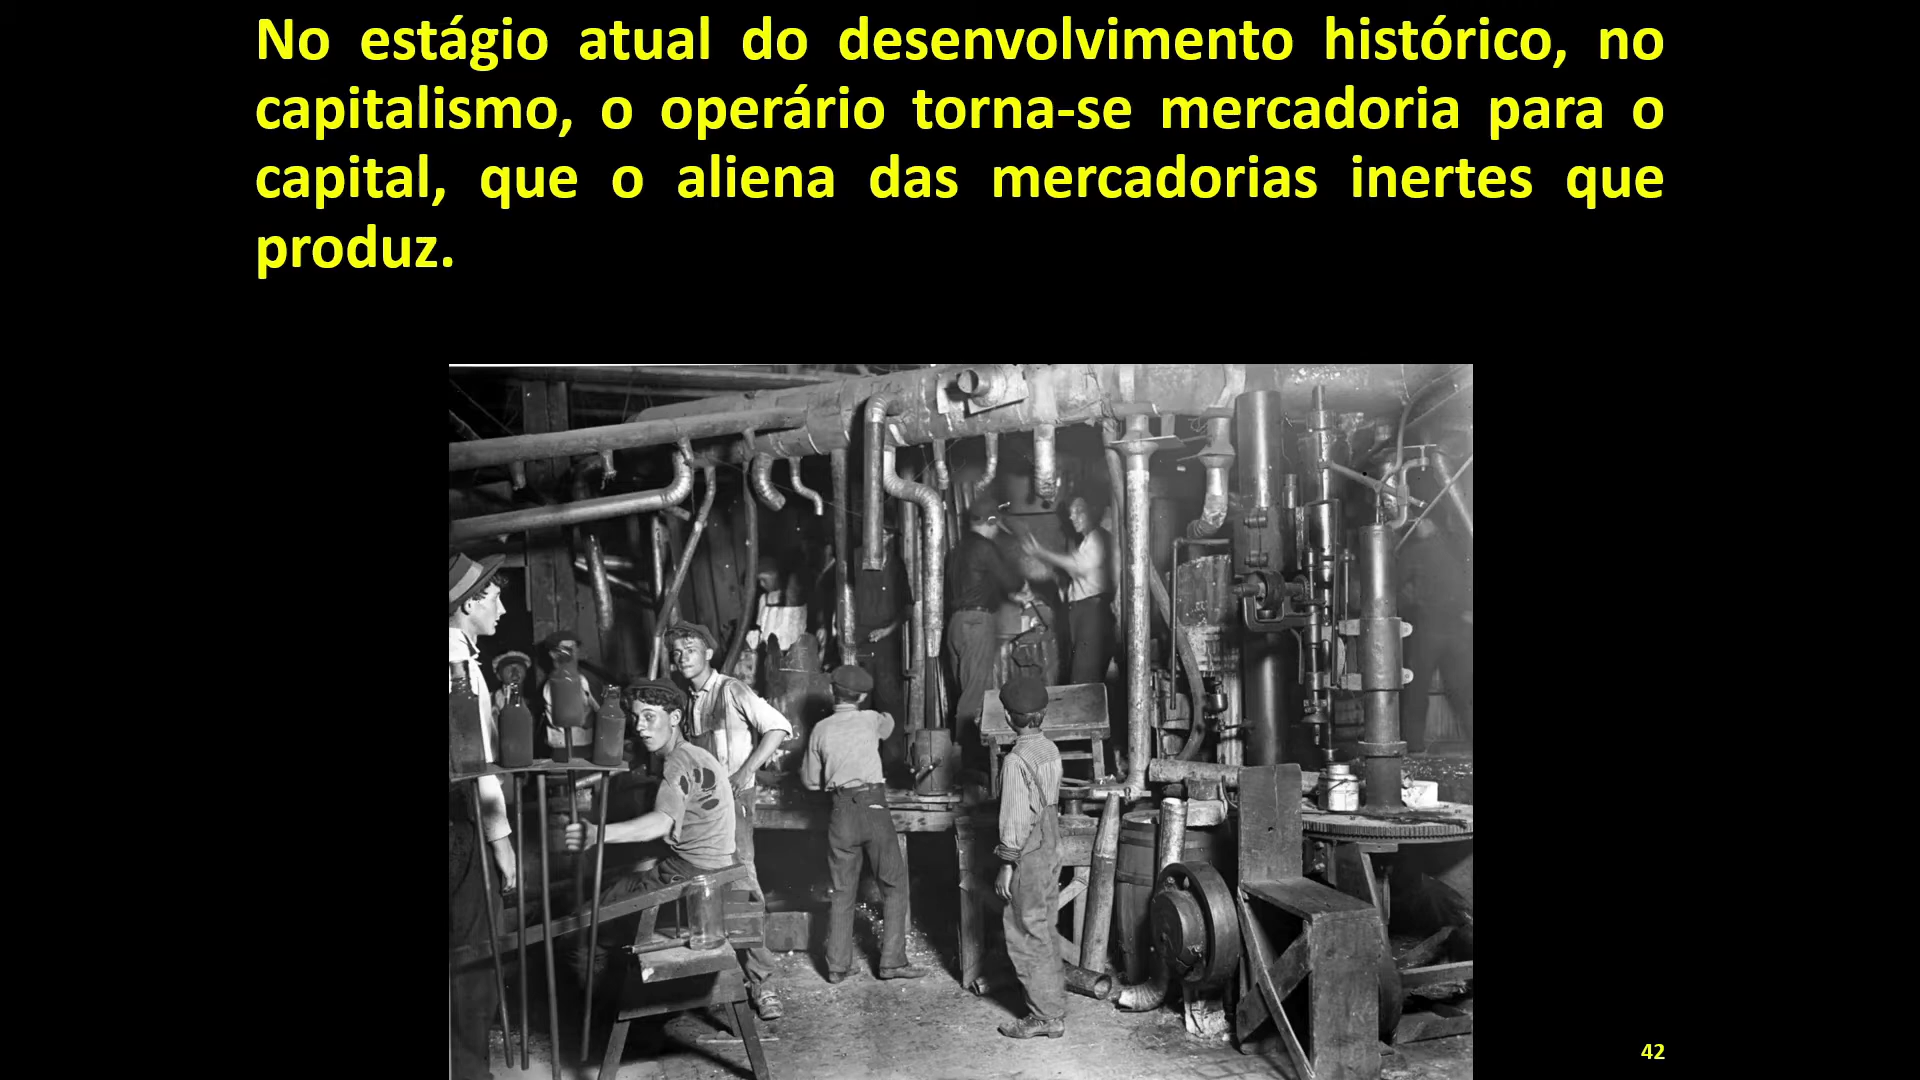 No estágio atual do desenvolvimento histórico, no
capitalismo, o operário torna-se mercadoria para o
capital, que o aliena das mercadorias inertes que
produz.
42